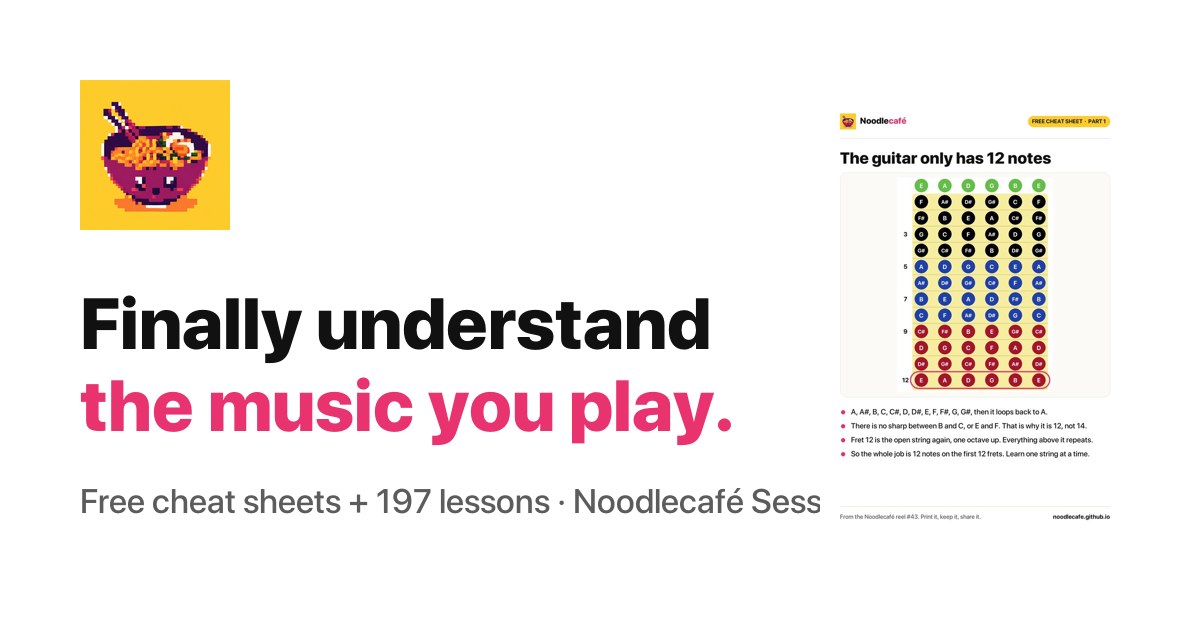 Finally understand
the music you play.
Free cheat sheets + 197 lessons · Noodlecafé Sess
Noodlecafé
FREE CHEAT SHEET · PART 1
The guitar only has 12 notes
E A D G B E
F A# D# G# C F
F# B E A C# F#
3 G C F A# D G
G# C# F# B D# G#
5 A D G C E A
A# D# G# C# F A#
7 B E A D F# B
C F A# D# G C
9 C# F# B E G# C#
D G C F A D
D# G# C# F# A# D#
12 E A D G B E
A, A#, B, C, C#, D, D#, E, F, F#, G, G#, then it loops back to A.
There is no sharp between B and C, or E and F. That is why it is 12, not 14.
Fret 12 is the open string again, one octave up. Everything above it repeats.
So the whole job is 12 notes on the first 12 frets. Learn one string at a time.
From the Noodlecafé reel #43. Print it, keep it, share it.
noodlecafe.github.io